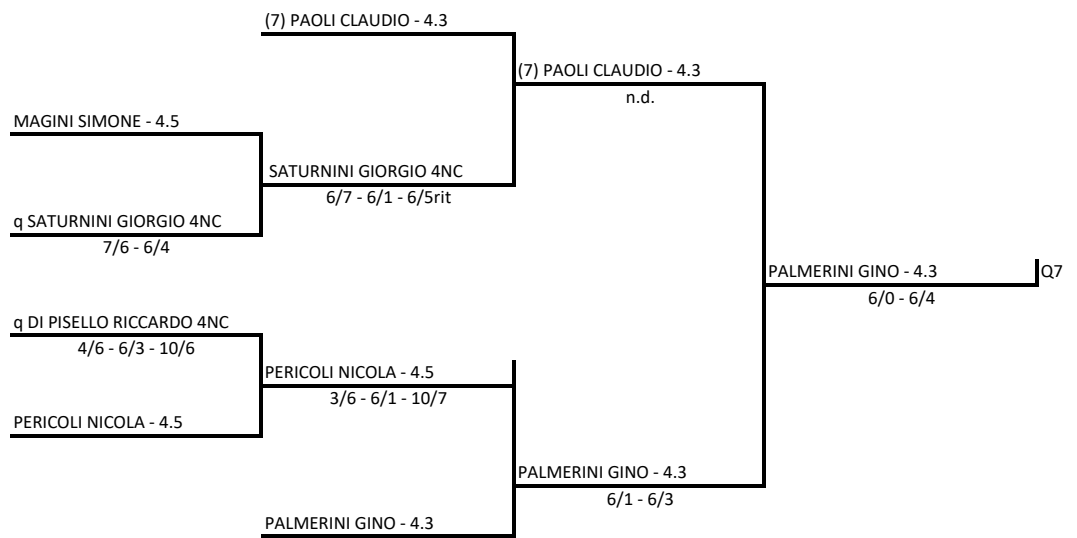 (7) PAOLI CLAUDIO - 4.3
(7) PAOLI CLAUDIO - 4.3
n.d.
MAGINI SIMONE - 4.5
SATURNINI GIORGIO 4NC
6/7 - 6/1 - 6/5rit
q SATURNINI GIORGIO 4NC
7/6 - 6/4
PALMERINI GINO - 4.3
Q7
6/0 - 6/4
q DI PISELLO RICCARDO 4NC
4/6 - 6/3 - 10/6
PERICOLI NICOLA - 4.5
3/6 - 6/1 - 10/7
PERICOLI NICOLA - 4.5
PALMERINI GINO - 4.3
6/1 - 6/3
PALMERINI GINO - 4.3